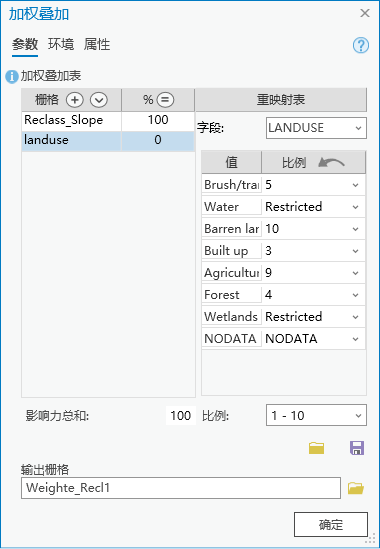 加权叠加
参数 环境 属性
加权叠加表
栅格 % 重映射表
Reclass_Slope 100
landuse 0
字段: LANDUSE
值 比例
Brush/tra 5
Water Restricted
Barren lar 10
Built up 3
Agricultur 9
Forest 4
Wetlands Restricted
NODATA NODATA
影响力总和: 100 比例: 1 - 10
输出栅格
Weighte_Recl1
确定